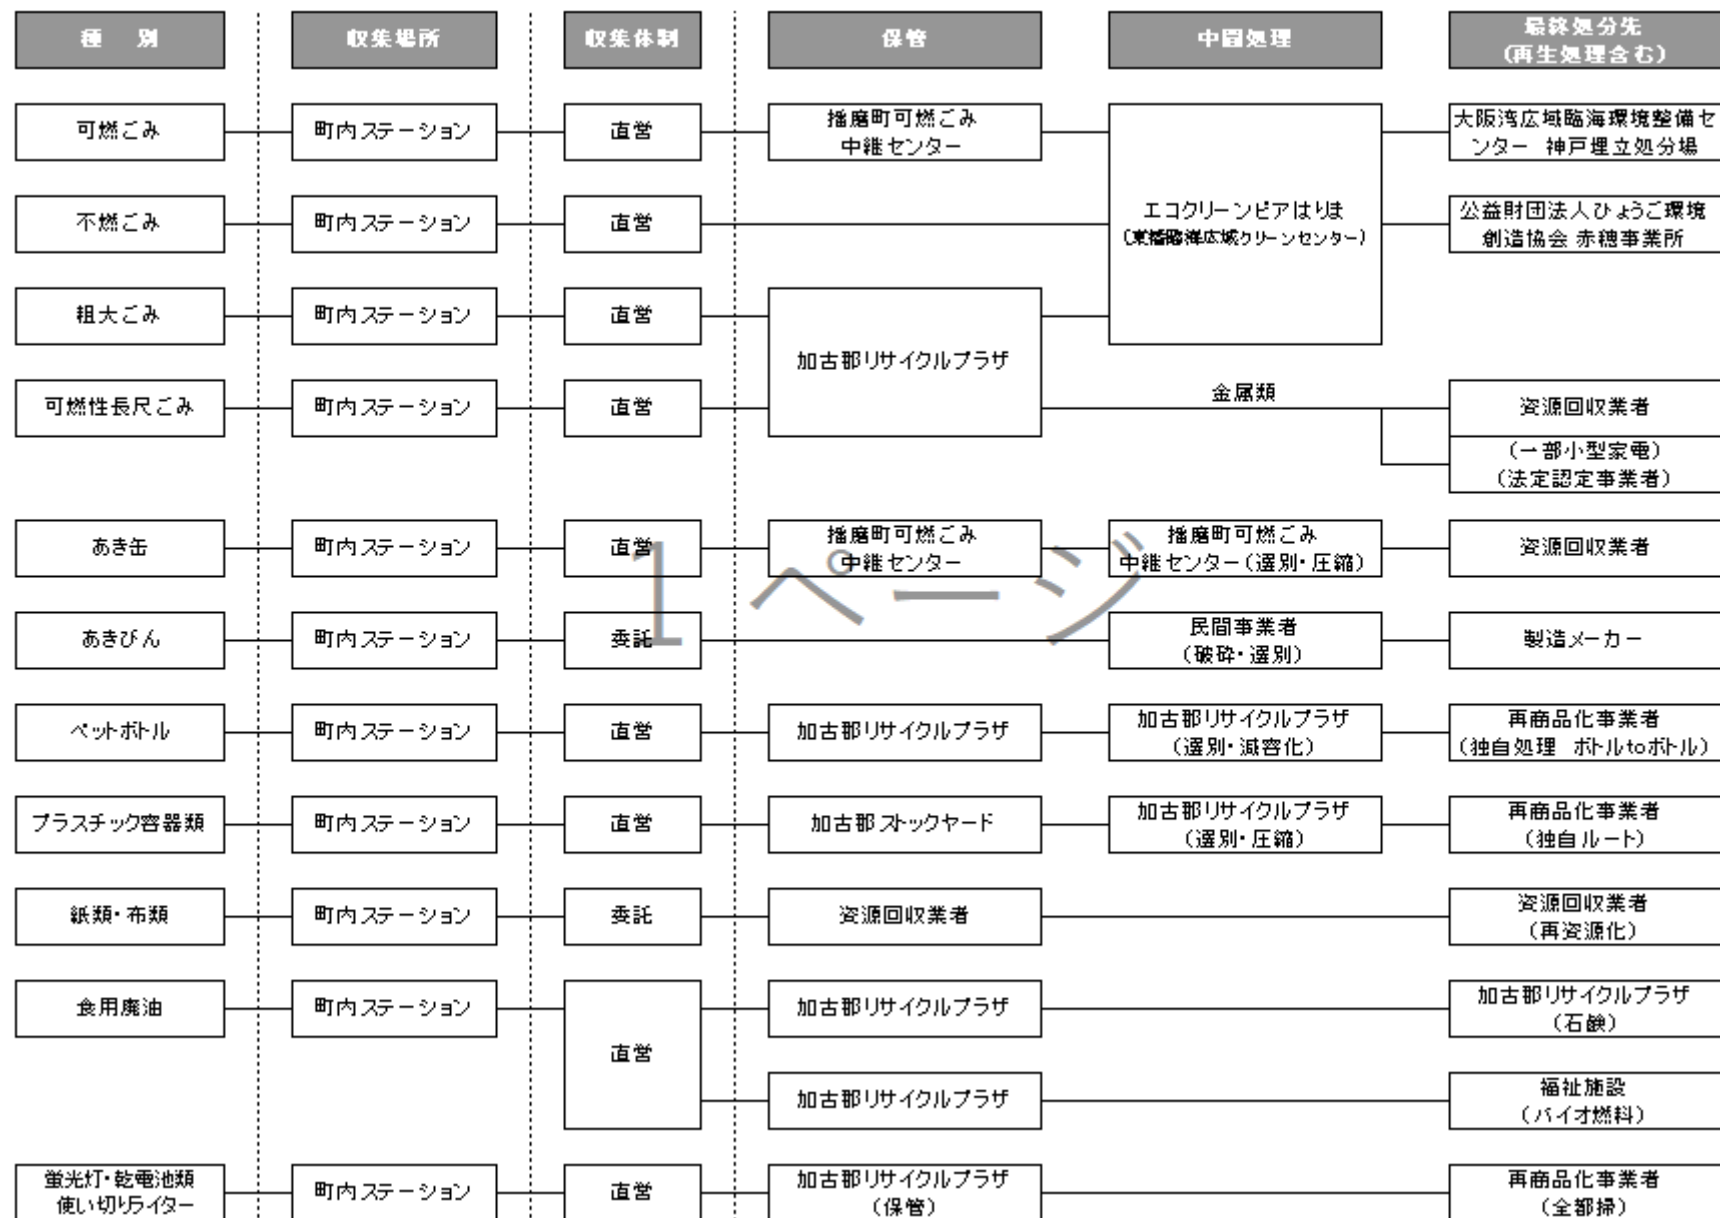 種　別
収集場所
収集体制
保管
中間処理
最終処分先
(再生処理含む)
可燃ごみ
町内ステーション
直営
播磨町可燃ごみ
中継センター
エコクリーンピアはりま
(東播臨海広域クリーンセンター)
大阪湾広域臨海環境整備セ
ンター　神戸埋立処分場
不燃ごみ
町内ステーション
直営
公益財団法人ひょうご環境
創造協会 赤穂事業所
粗大ごみ
町内ステーション
直営
加古郡リサイクルプラザ
可燃性長尺ごみ
町内ステーション
直営
金属類
資源回収業者
(一部小型家電)
(法定認定事業者)
あき缶
町内ステーション
直営
播磨町可燃ごみ
中継センター
播磨町可燃ごみ
中継センター(選別・圧縮)
資源回収業者
1 ページ
あきびん
町内ステーション
委託
民間事業者
(破砕・選別)
製造メーカー
ペットボトル
町内ステーション
直営
加古郡リサイクルプラザ
加古郡リサイクルプラザ
(選別・減容化)
再商品化事業者
(独自処理　ボトルtoボトル)
プラスチック容器類
町内ステーション
直営
加古郡ストックヤード
加古郡リサイクルプラザ
(選別・圧縮)
再商品化事業者
(独自ルート)
紙類・布類
町内ステーション
委託
資源回収業者
資源回収業者
(再資源化)
食用廃油
町内ステーション
直営
加古郡リサイクルプラザ
加古郡リサイクルプラザ
(石鹸)
加古郡リサイクルプラザ
福祉施設
(バイオ燃料)
蛍光灯・乾電池類
使い切りライター
町内ステーション
直営
加古郡リサイクルプラザ
(保管)
再商品化事業者
(全都掃)